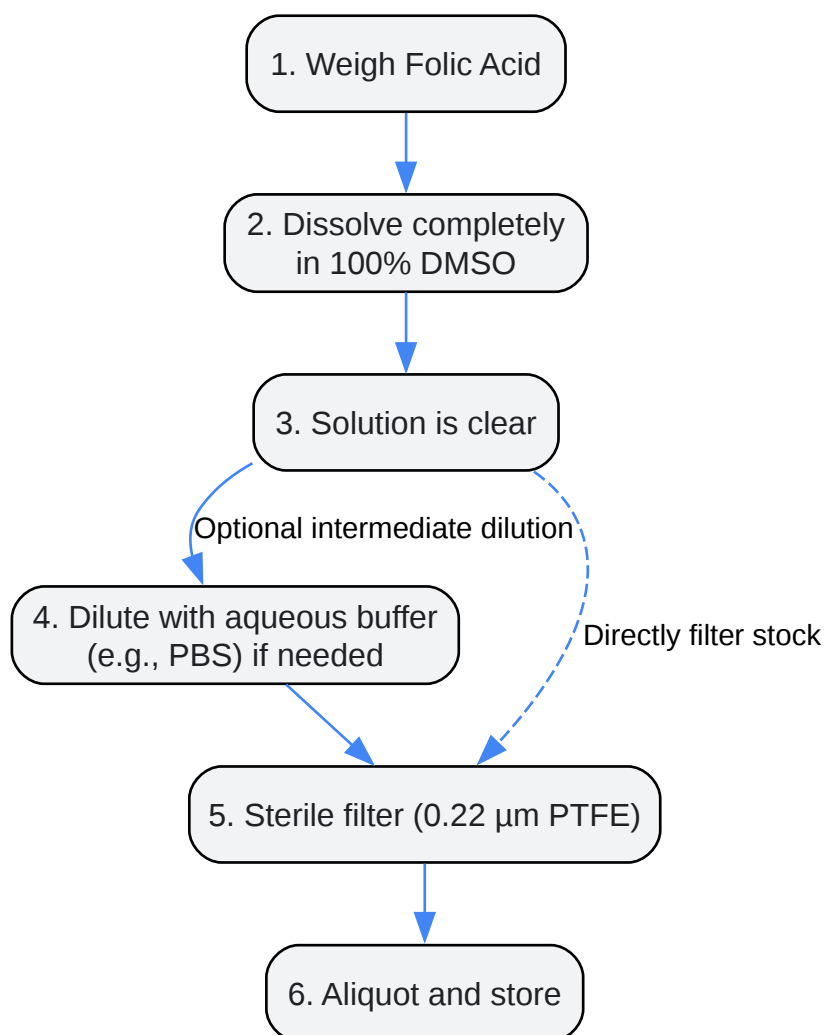 1. Weigh Folic Acid
2. Dissolve completely
in 100% DMSO
3. Solution is clear
Optional intermediate dilution
4. Dilute with aqueous buffer
(e.g., PBS) if needed
Directly filter stock
5. Sterile filter (0.22 µm PTFE)
6. Aliquot and store